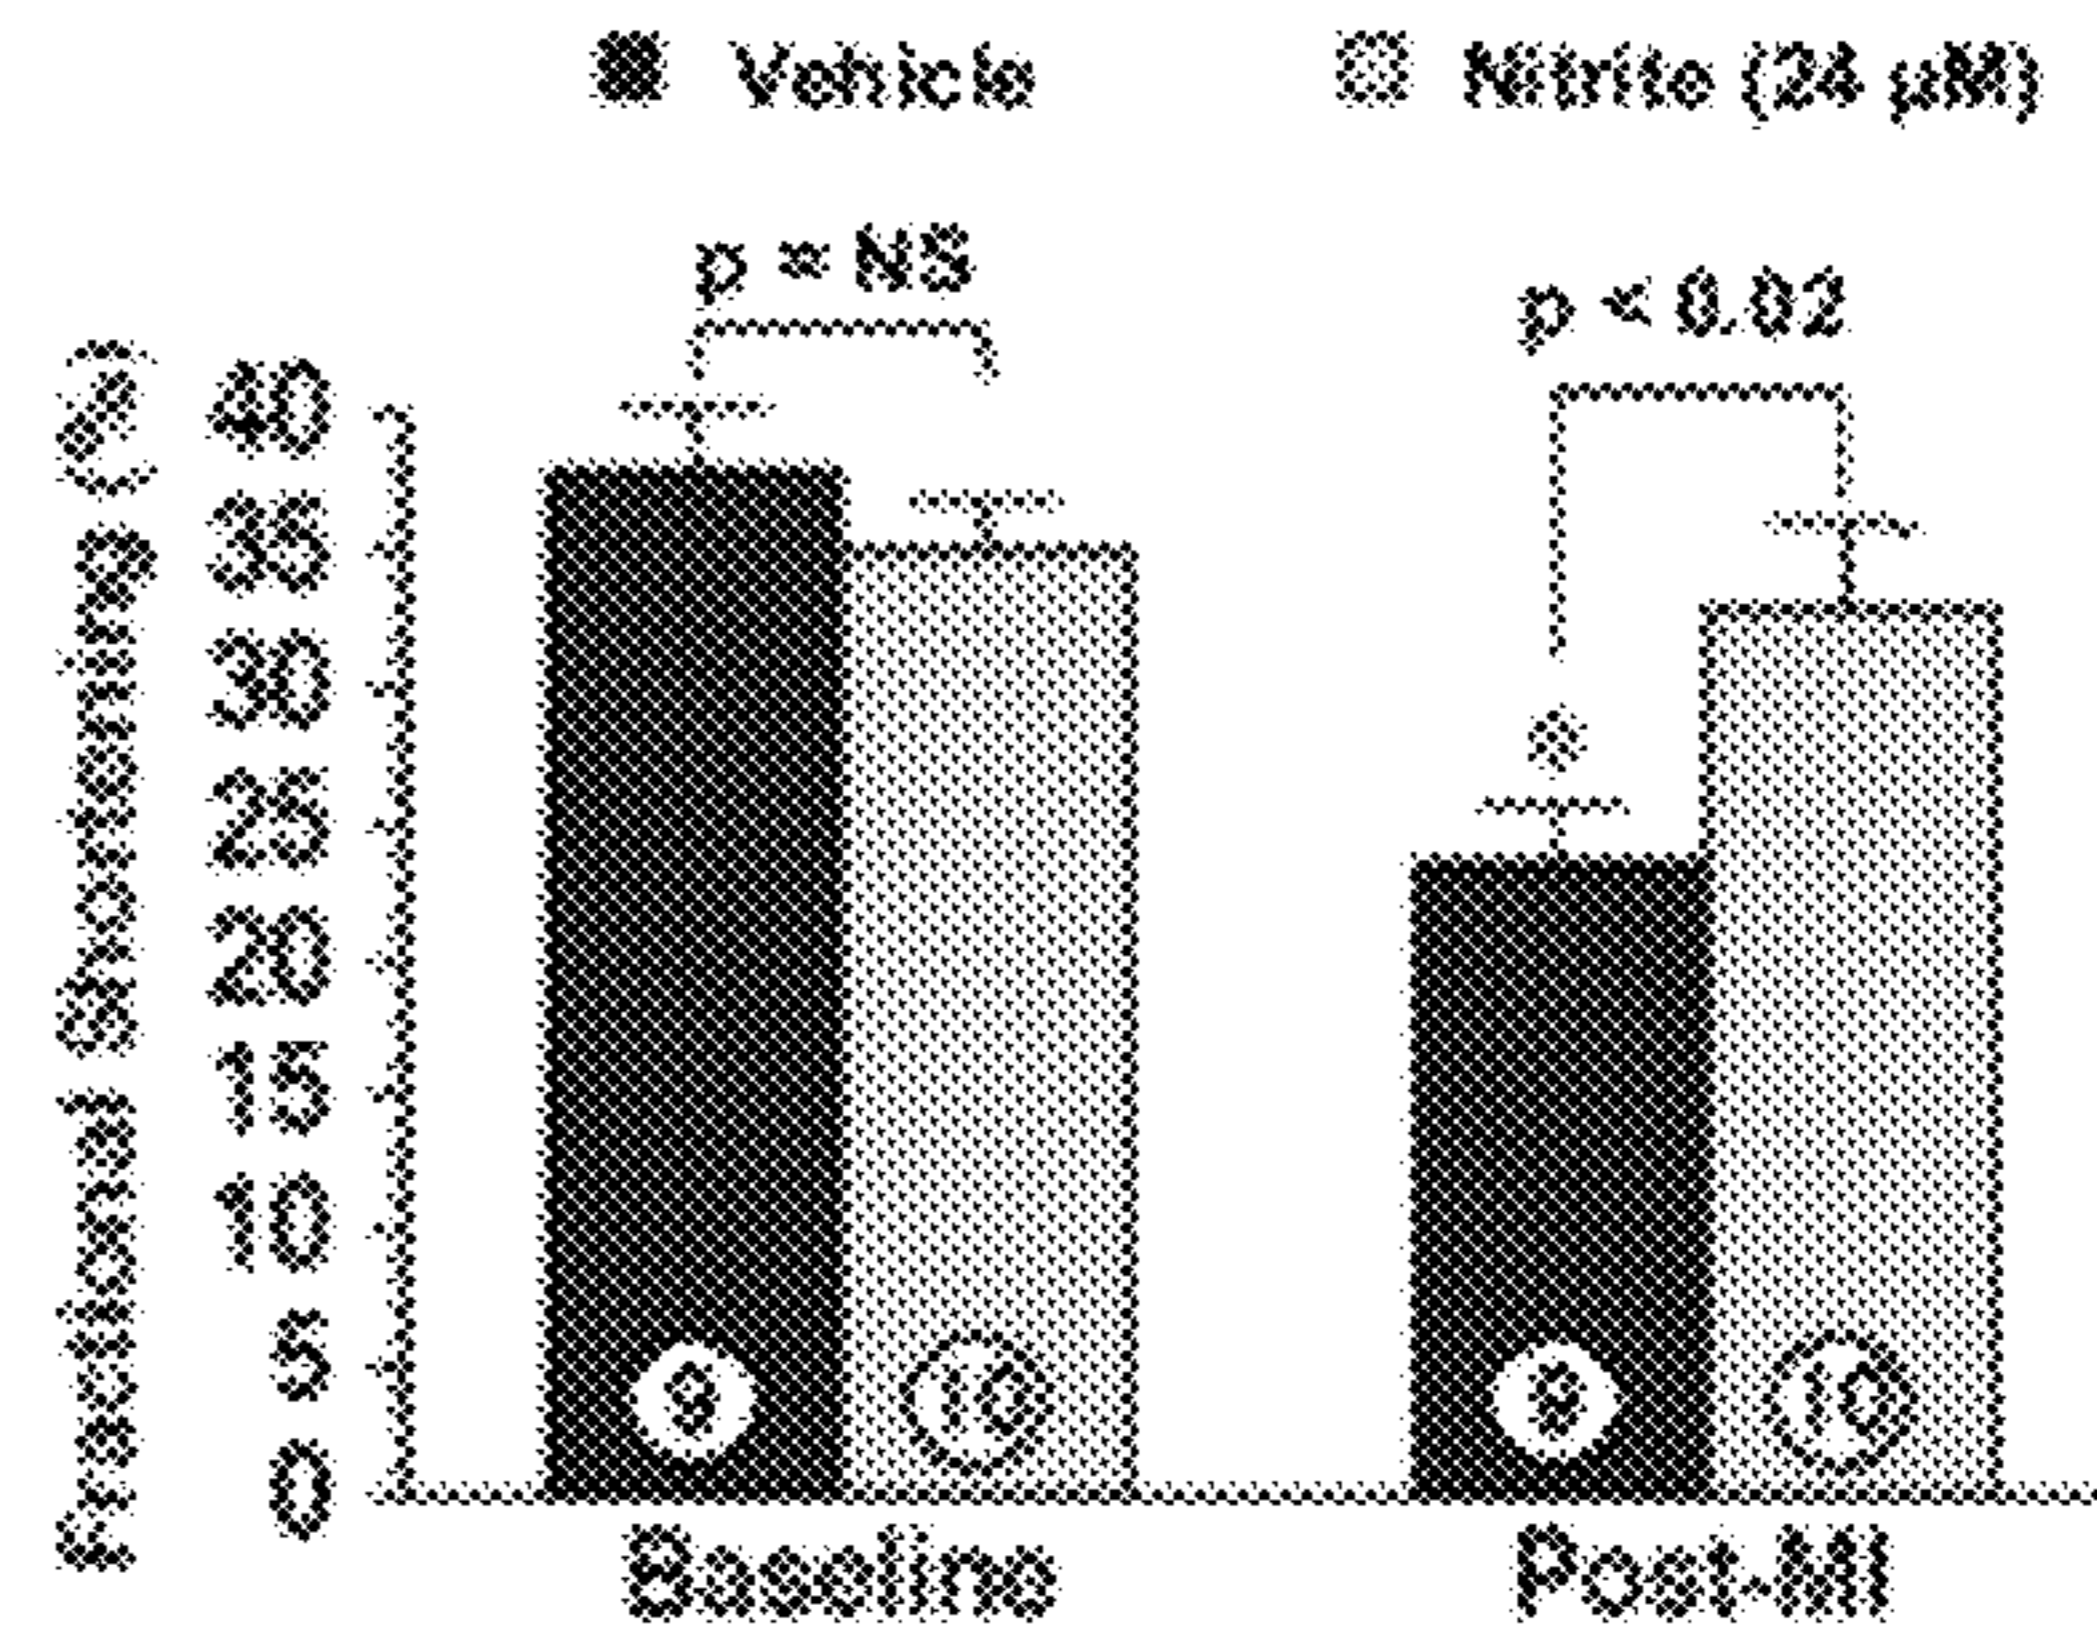 Vehicle
Nitrite (24 µM)
p = NS
p < 0.02
Fractional Shortening (%)
40
35
30
25
20
15
10
5
0
*
9
10
9
10
Baseline
Post-MI